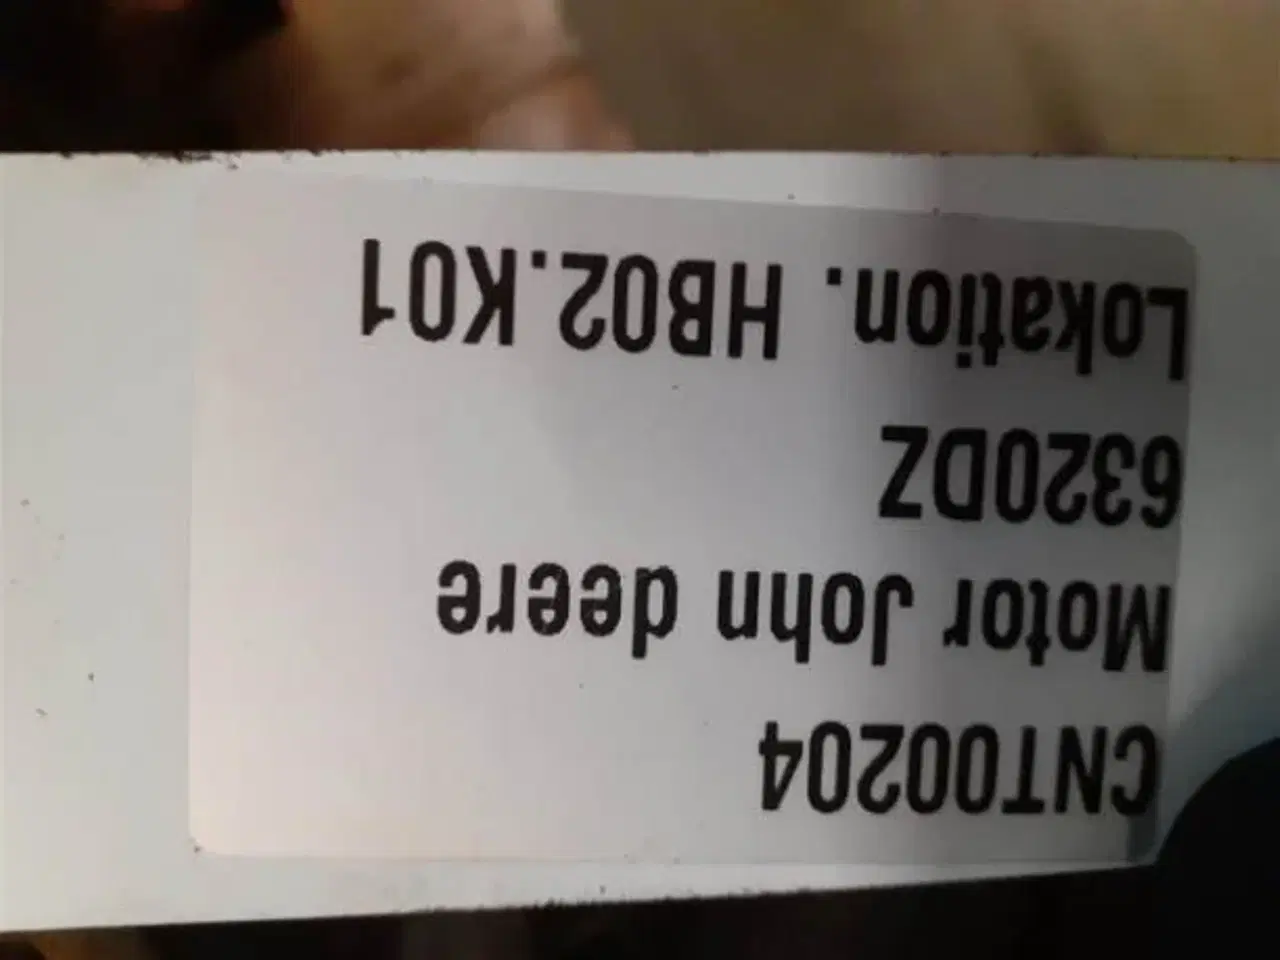 CNT00204
Motor John deere
6320DZ
Lokation. HB02.K01